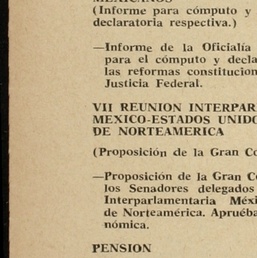 MEXICANOS
(Informe para cómputo y
declaratoria respectiva.)
—Informe de la Oficialía
para el cómputo y decla
las reformas constitucion
Justicia Federal.
VII REUNION INTERPAR
MEXICO-ESTADOS UNIDO
DE NORTEAMERICA
(Proposición de la Gran Co
—Proposición de la Gran Co
los Senadores delegados
Interparlamentaria Méxi
de Norteamérica. Apruéba
nómica.
PENSION